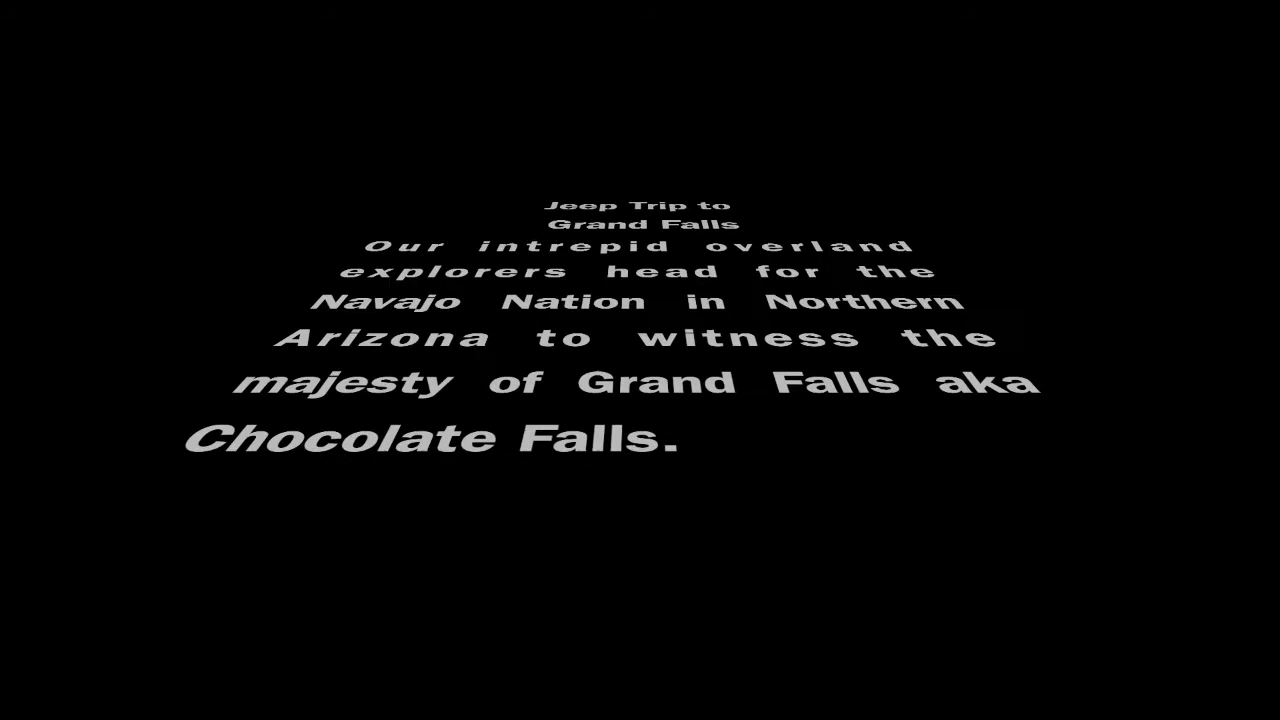 Jeep Trip to
Grand Falls
Our intrepid overland
explorers head for the
Navajo Nation in Northern
Arizona to witness the
majesty of Grand Falls aka
Chocolate Falls.